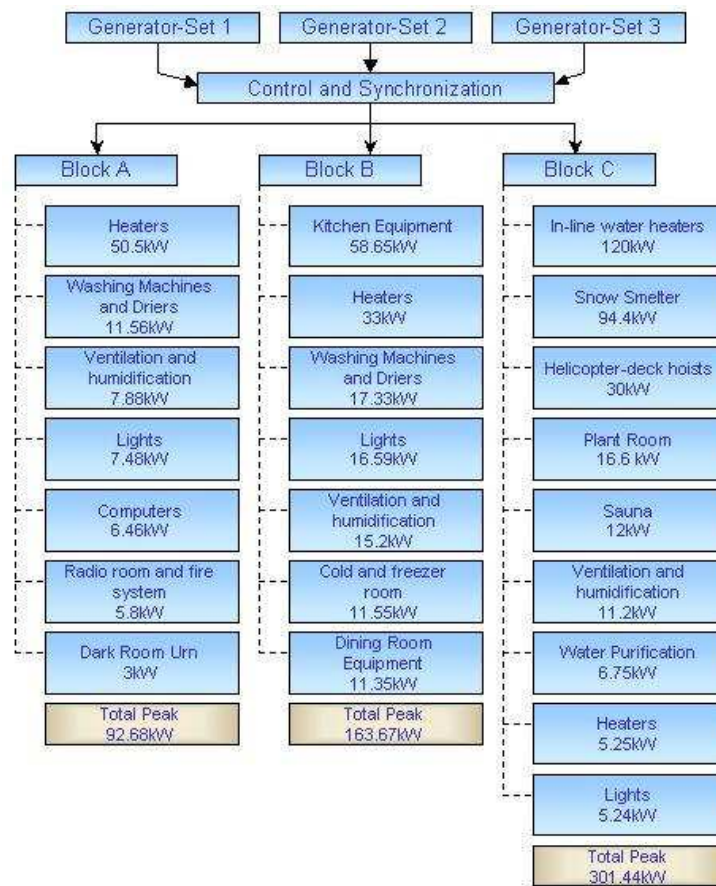 Generator-Set 1
Generator-Set 2
Generator-Set 3
Control and Synchronization
Block A
Block B
Block C
Heaters
50.5kW
Washing Machines
and Driers
11.56kW
Ventilation and
humidification
7.88kW
Lights
7.48kW
Computers
6.46kW
Radio room and fire
system
5.8kW
Dark Room Urn
3kW
Total Peak
92.68kW
Kitchen Equipment
58.65kW
Heaters
33kW
Washing Machines
and Driers
17.33kW
Lights
16.59kW
Ventilation and
humidification
15.2kW
Cold and freezer
room
11.55kW
Dining Room
Equipment
11.35kW
Total Peak
163.67kW
In-line water heaters
120kW
Snow Smelter
94.4kW
Helicopter-deck hoists
30kW
Plant Room
16.6 kW
Sauna
12kW
Ventilation and
humidification
11.2kW
Water Purification
6.75kW
Heaters
5.25kW
Lights
5.24kW
Total Peak
301.44kW